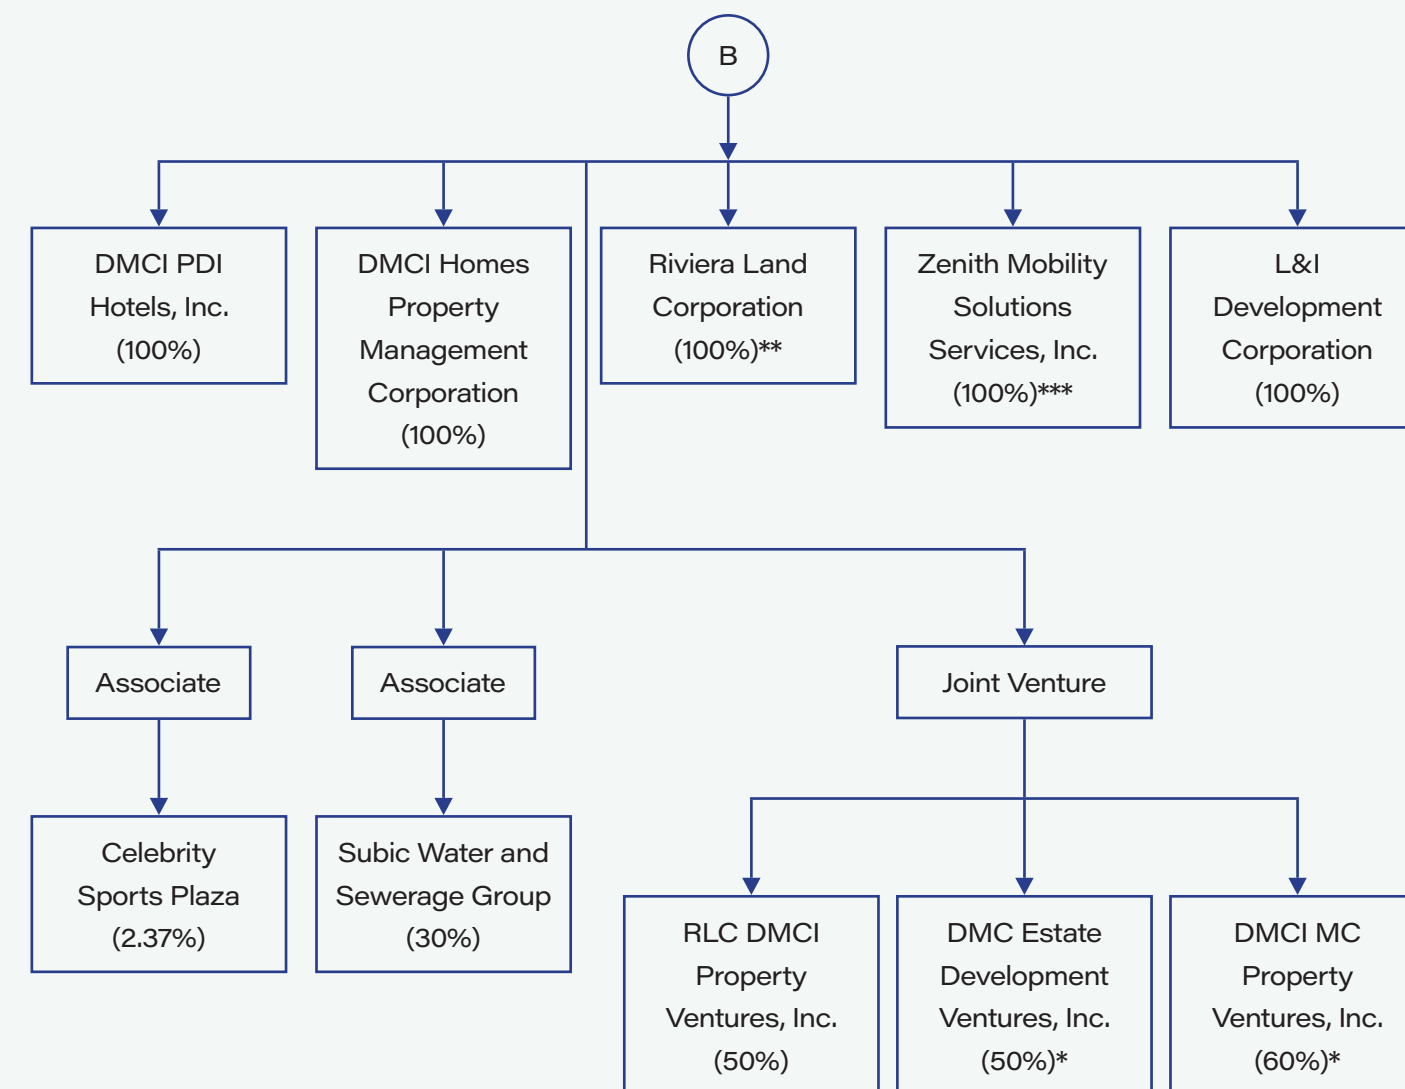 B
DMCI PDI
Hotels, Inc.
(100%)
DMCI Homes
Property
Management
Corporation
(100%)
Riviera Land
Corporation
(100%)**
Zenith Mobility
Solutions
Services, Inc.
(100%)***
L&I
Development
Corporation
(100%)
Associate
Associate
Joint Venture
Celebrity
Sports Plaza
(2.37%)
Subic Water and
Sewerage Group
(30%)
RLC DMCI
Property
Ventures, Inc.
(50%)
DMC Estate
Development
Ventures, Inc.
(50%)*
DMCI MC
Property
Ventures, Inc.
(60%)*